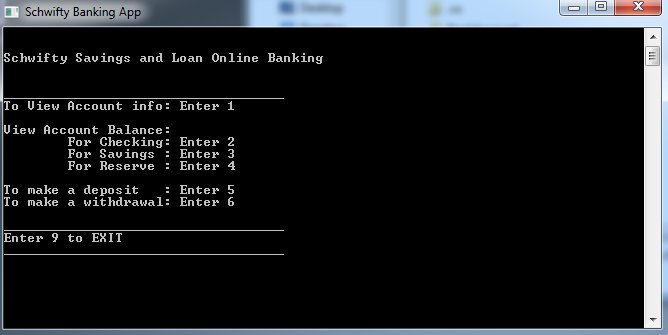 Schwifty Banking App
Desktop
Schwifty Savings and Loan Online Banking
To View Account info: Enter 1
View Account Balance:
For Checking: Enter 2
For Savings : Enter 3
For Reserve : Enter 4
To make a deposit : Enter 5
To make a withdrawal: Enter 6
Enter 9 to EXIT